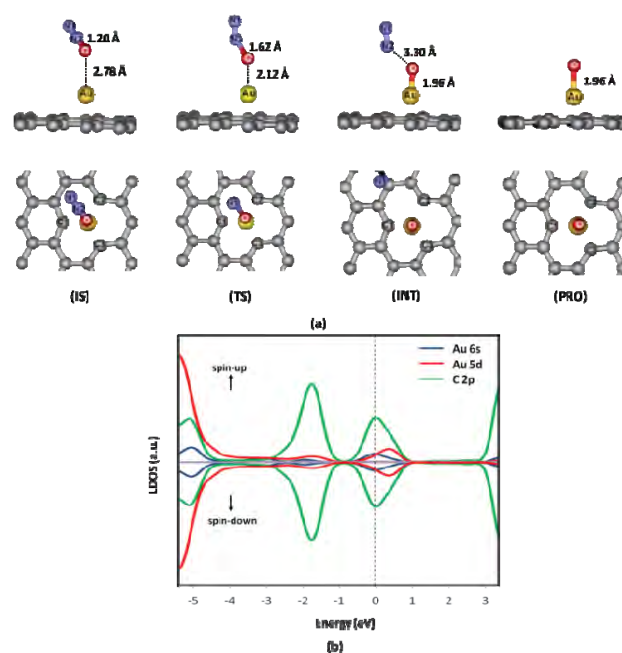 1.20 Å
2.78 Å
Au
1.62 Å
2.12 Å
Au
3.30 Å
1.96 Å
Au
1.96 Å
Au
(IS)
(TS)
(INT)
(PRO)
(a)
spin-up
Au 6s
Au 5d
C 2p
LDOS (a.u.)
spin-down
-5
-4
-3
-2
-1
0
1
2
3
Energy (eV)
(b)